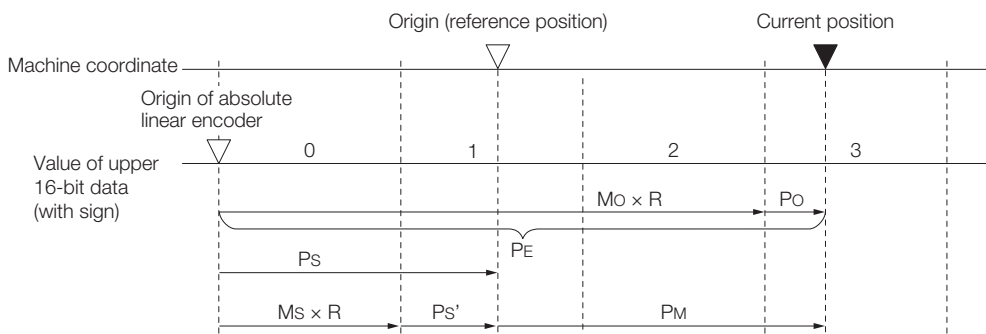 Origin (reference position)
Current position
Machine coordinate
Origin of absolute
linear encoder
Value of upper
16-bit data
(with sign)
0
1
2
3
MO × R
PO
PE
PS
MS × R
PS'
PM